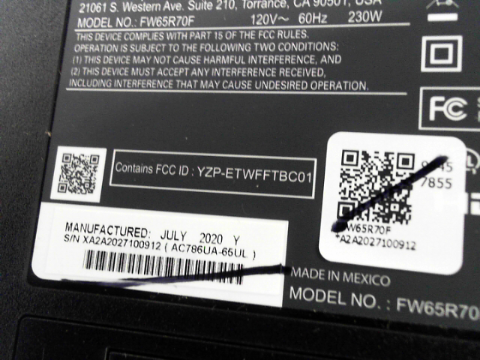 21061 S. Western Ave. Suite 210, Torrance, CA 90501, USA
MODEL NO.: FW65R70F 120V~ 60Hz 230W
THIS DEVICE COMPLIES WITH PART 15 OF THE FCC RULES.
OPERATION IS SUBJECT TO THE FOLLOWING TWO CONDITIONS:
(1) THIS DEVICE MAY NOT CAUSE HARMFUL INTERFERENCE, AND
(2) THIS DEVICE MUST ACCEPT ANY INTERFERENCE RECEIVED,
INCLUDING INTERFERENCE THAT MAY CAUSE UNDESIRED OPERATION.
FC
Contains FCC ID : YZP-ETWFFTBC01
7855
FW65R70F
*A2A2027100912
MANUFACTURED: JULY 2020 Y
S/N XA2A2027100912 ( AC786UA-65UL )
MADE IN MEXICO
MODEL NO. : FW65R70